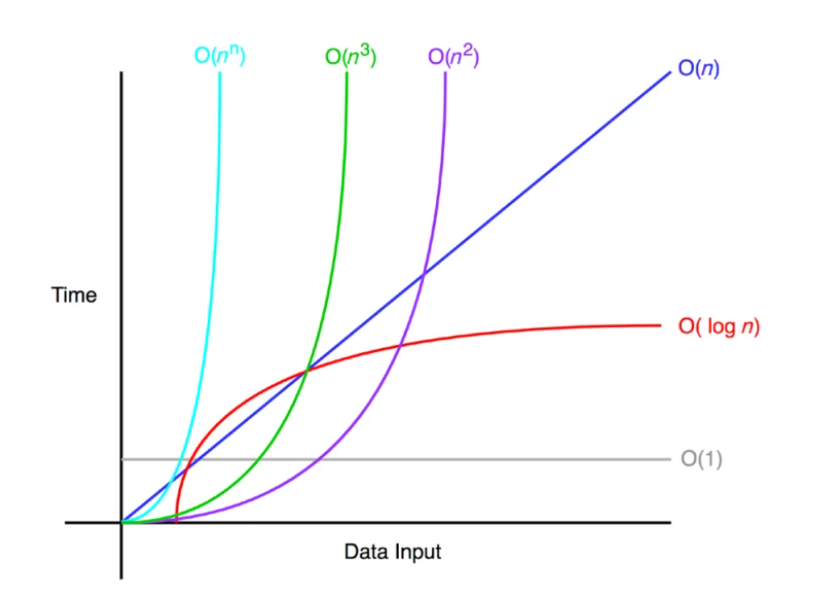 O(nⁿ)
O(n³)
O(n²)
O(n)
Time
O( log n)
O(1)
Data Input